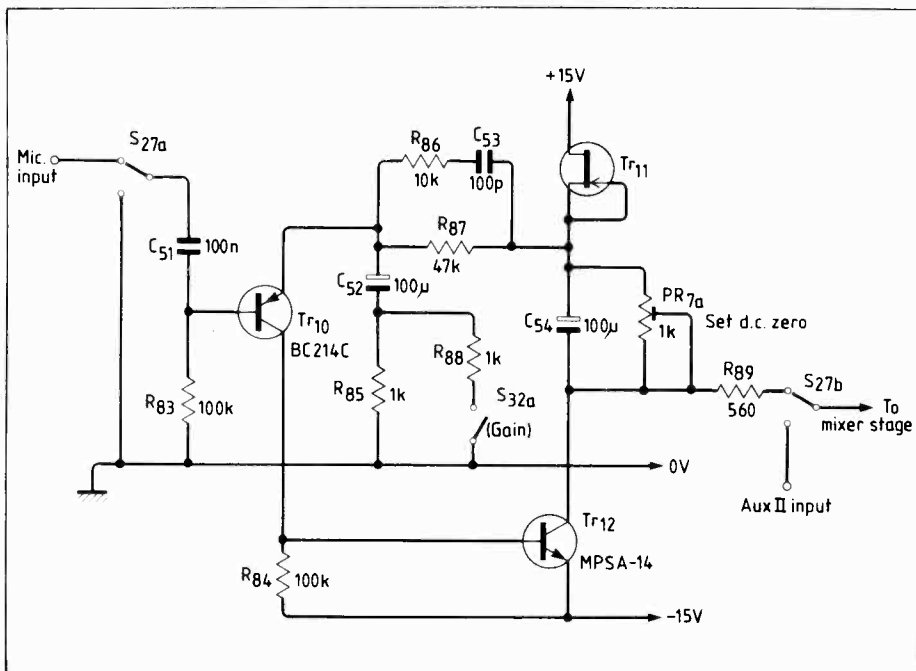 +15V
Mic.
input
S27a
R86
10k
C53
100p
Tr11
R87
47k
C51
100n
C52
100µ
Tr10
BC214C
C54
100µ
PR7a
1k
Set d.c. zero
R88
1k
R83
100k
R85
1k
S32a
(Gain)
R89
560
S27b
To
mixer stage
0V
Aux II input
Tr12
MPSA-14
R84
100k
-15V